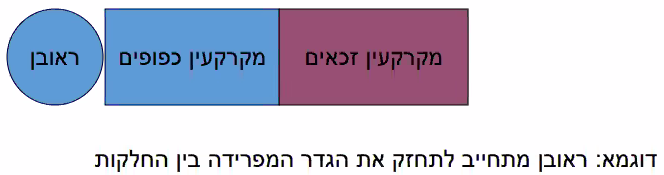 מקרקעין זכאים
מקרקעין כפופים
ראובן
דוגמא: ראובן מתחייב לתחזק את הגדר המפרידה בין החלקות